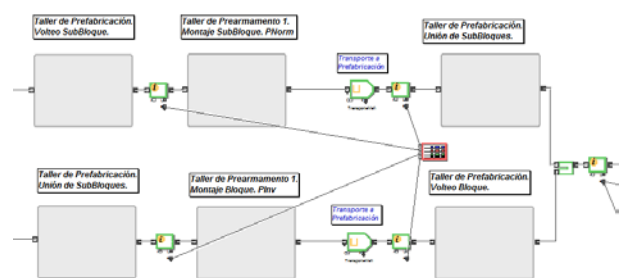 Taller de Prefabricación.
Volteo SubBloque.
Taller de Prearmamento 1.
Montaje SubBloque. PNorm
Transporte a
Prefabricación
Taller de Prefabricación.
Unión de SubBloques.
Taller de Prefabricación.
Unión de SubBloques.
Taller de Prearmamento 1.
Montaje Bloque. PInv
Transporte a
Prefabricación
Taller de Prefabricación.
Volteo Bloque.